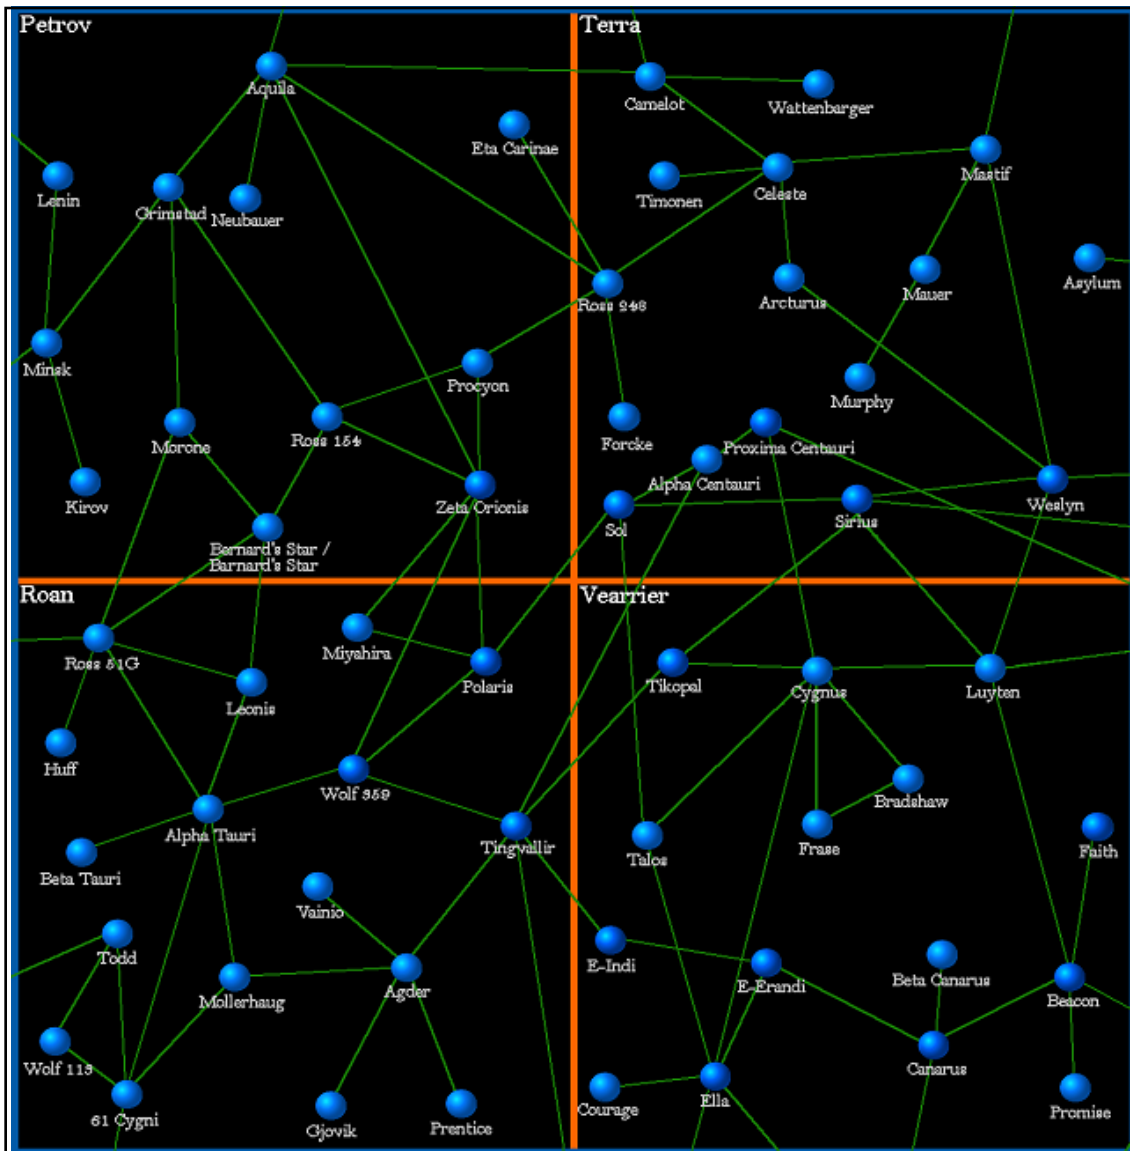 Petrov
Terra
Aquila
Camelot
Wattenbarger
Eta Carinae
Mastif
Lenin
Grimstad
Neubauer
Timonen
Celeste
Asylum
Ross 248
Arcturus
Mauer
Minsk
Procyon
Murphy
Morone
Ross 154
Forcke
Proxima Centauri
Alpha Centauri
Kirov
Zeta Orionis
Sol
Sirius
Weslyn
Barnard's Star /
Barnard's Star
Roan
Vearrier
Ross 51G
Miyahira
Polaris
Tikopal
Cygnus
Luyten
Leonis
Huff
Wolf 359
Bradshaw
Alpha Tauri
Tingvallir
Talos
Frase
Faith
Beta Tauri
Vainio
Todd
E-Indi
Mollerhaug
Agder
E-Erandi
Beta Canarus
Beacon
Wolf 113
Canarus
61 Cygni
Gjovik
Prentice
Courage
Ella
Promise